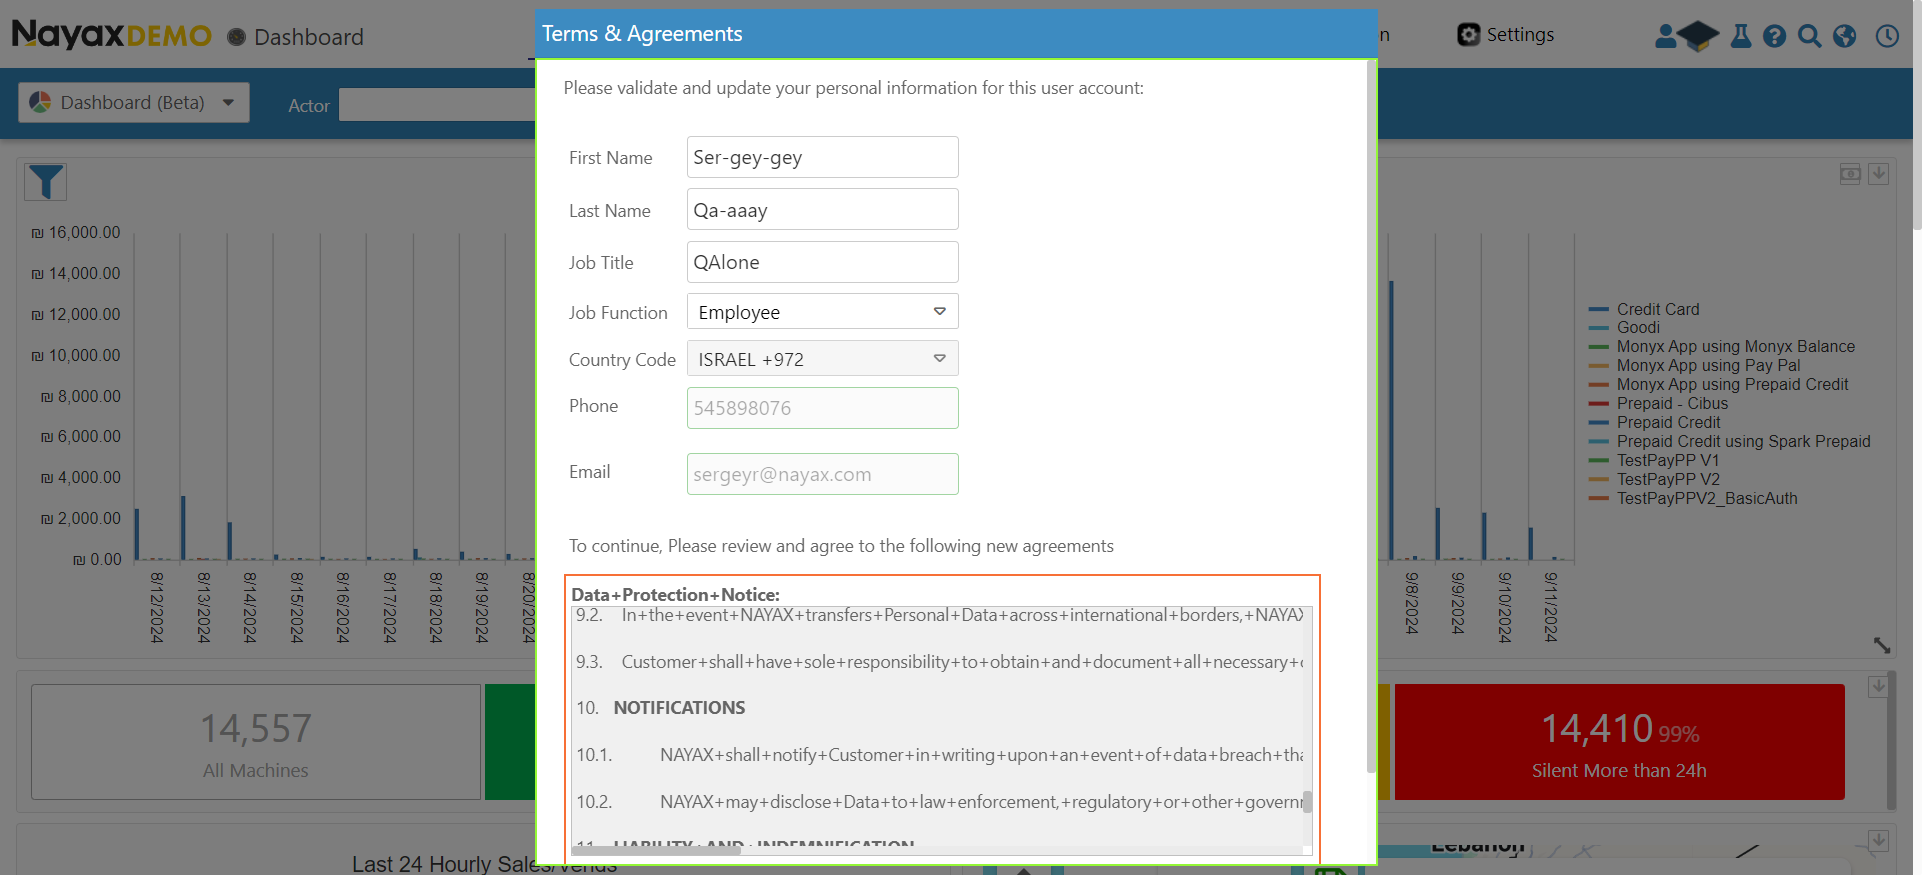 NayaxDEMO
Dashboard
Settings
Dashboard (Beta)
Actor
Terms & Agreements
Please validate and update your personal information for this user account:
First Name
Ser-gey-gey
Last Name
Qa-aaay
Job Title
QAlone
Job Function
Employee
Country Code
ISRAEL +972
Phone
545898076
Email
sergeyr@nayax.com
To continue, Please review and agree to the following new agreements
Data+Protection+Notice:
9.2. In+the+event+NAYAX+transfers+Personal+Data+across+international+borders,+NAYAX
9.3. Customer+shall+have+sole+responsibility+to+obtain+and+document+all+necessary+
10. NOTIFICATIONS
10.1. NAYAX+shall+notify+Customer+in+writing+upon+an+event+of+data+breach+tha
10.2. NAYAX+may+disclose+Data+to+law+enforcement,+regulatory+or+other+governm
11. LIABILITY+AND+INDEMNIFICATION
₪ 16,000.00
₪ 14,000.00
₪ 12,000.00
₪ 10,000.00
₪ 8,000.00
₪ 6,000.00
₪ 4,000.00
₪ 2,000.00
₪ 0.00
8/12/2024
8/13/2024
8/14/2024
8/15/2024
8/16/2024
8/17/2024
8/18/2024
8/19/2024
8/20/20
9/8/2024
9/9/2024
9/10/2024
9/11/2024
Credit Card
Goodi
Monyx App using Monyx Balance
Monyx App using Pay Pal
Monyx App using Prepaid Credit
Prepaid - Cibus
Prepaid Credit
Prepaid Credit using Spark Prepaid
TestPayPP V1
TestPayPP V2
TestPayPPV2_BasicAuth
14,557
All Machines
14,410 99%
Silent More than 24h
Last 24 Hourly Sales/Vends
Lebanon